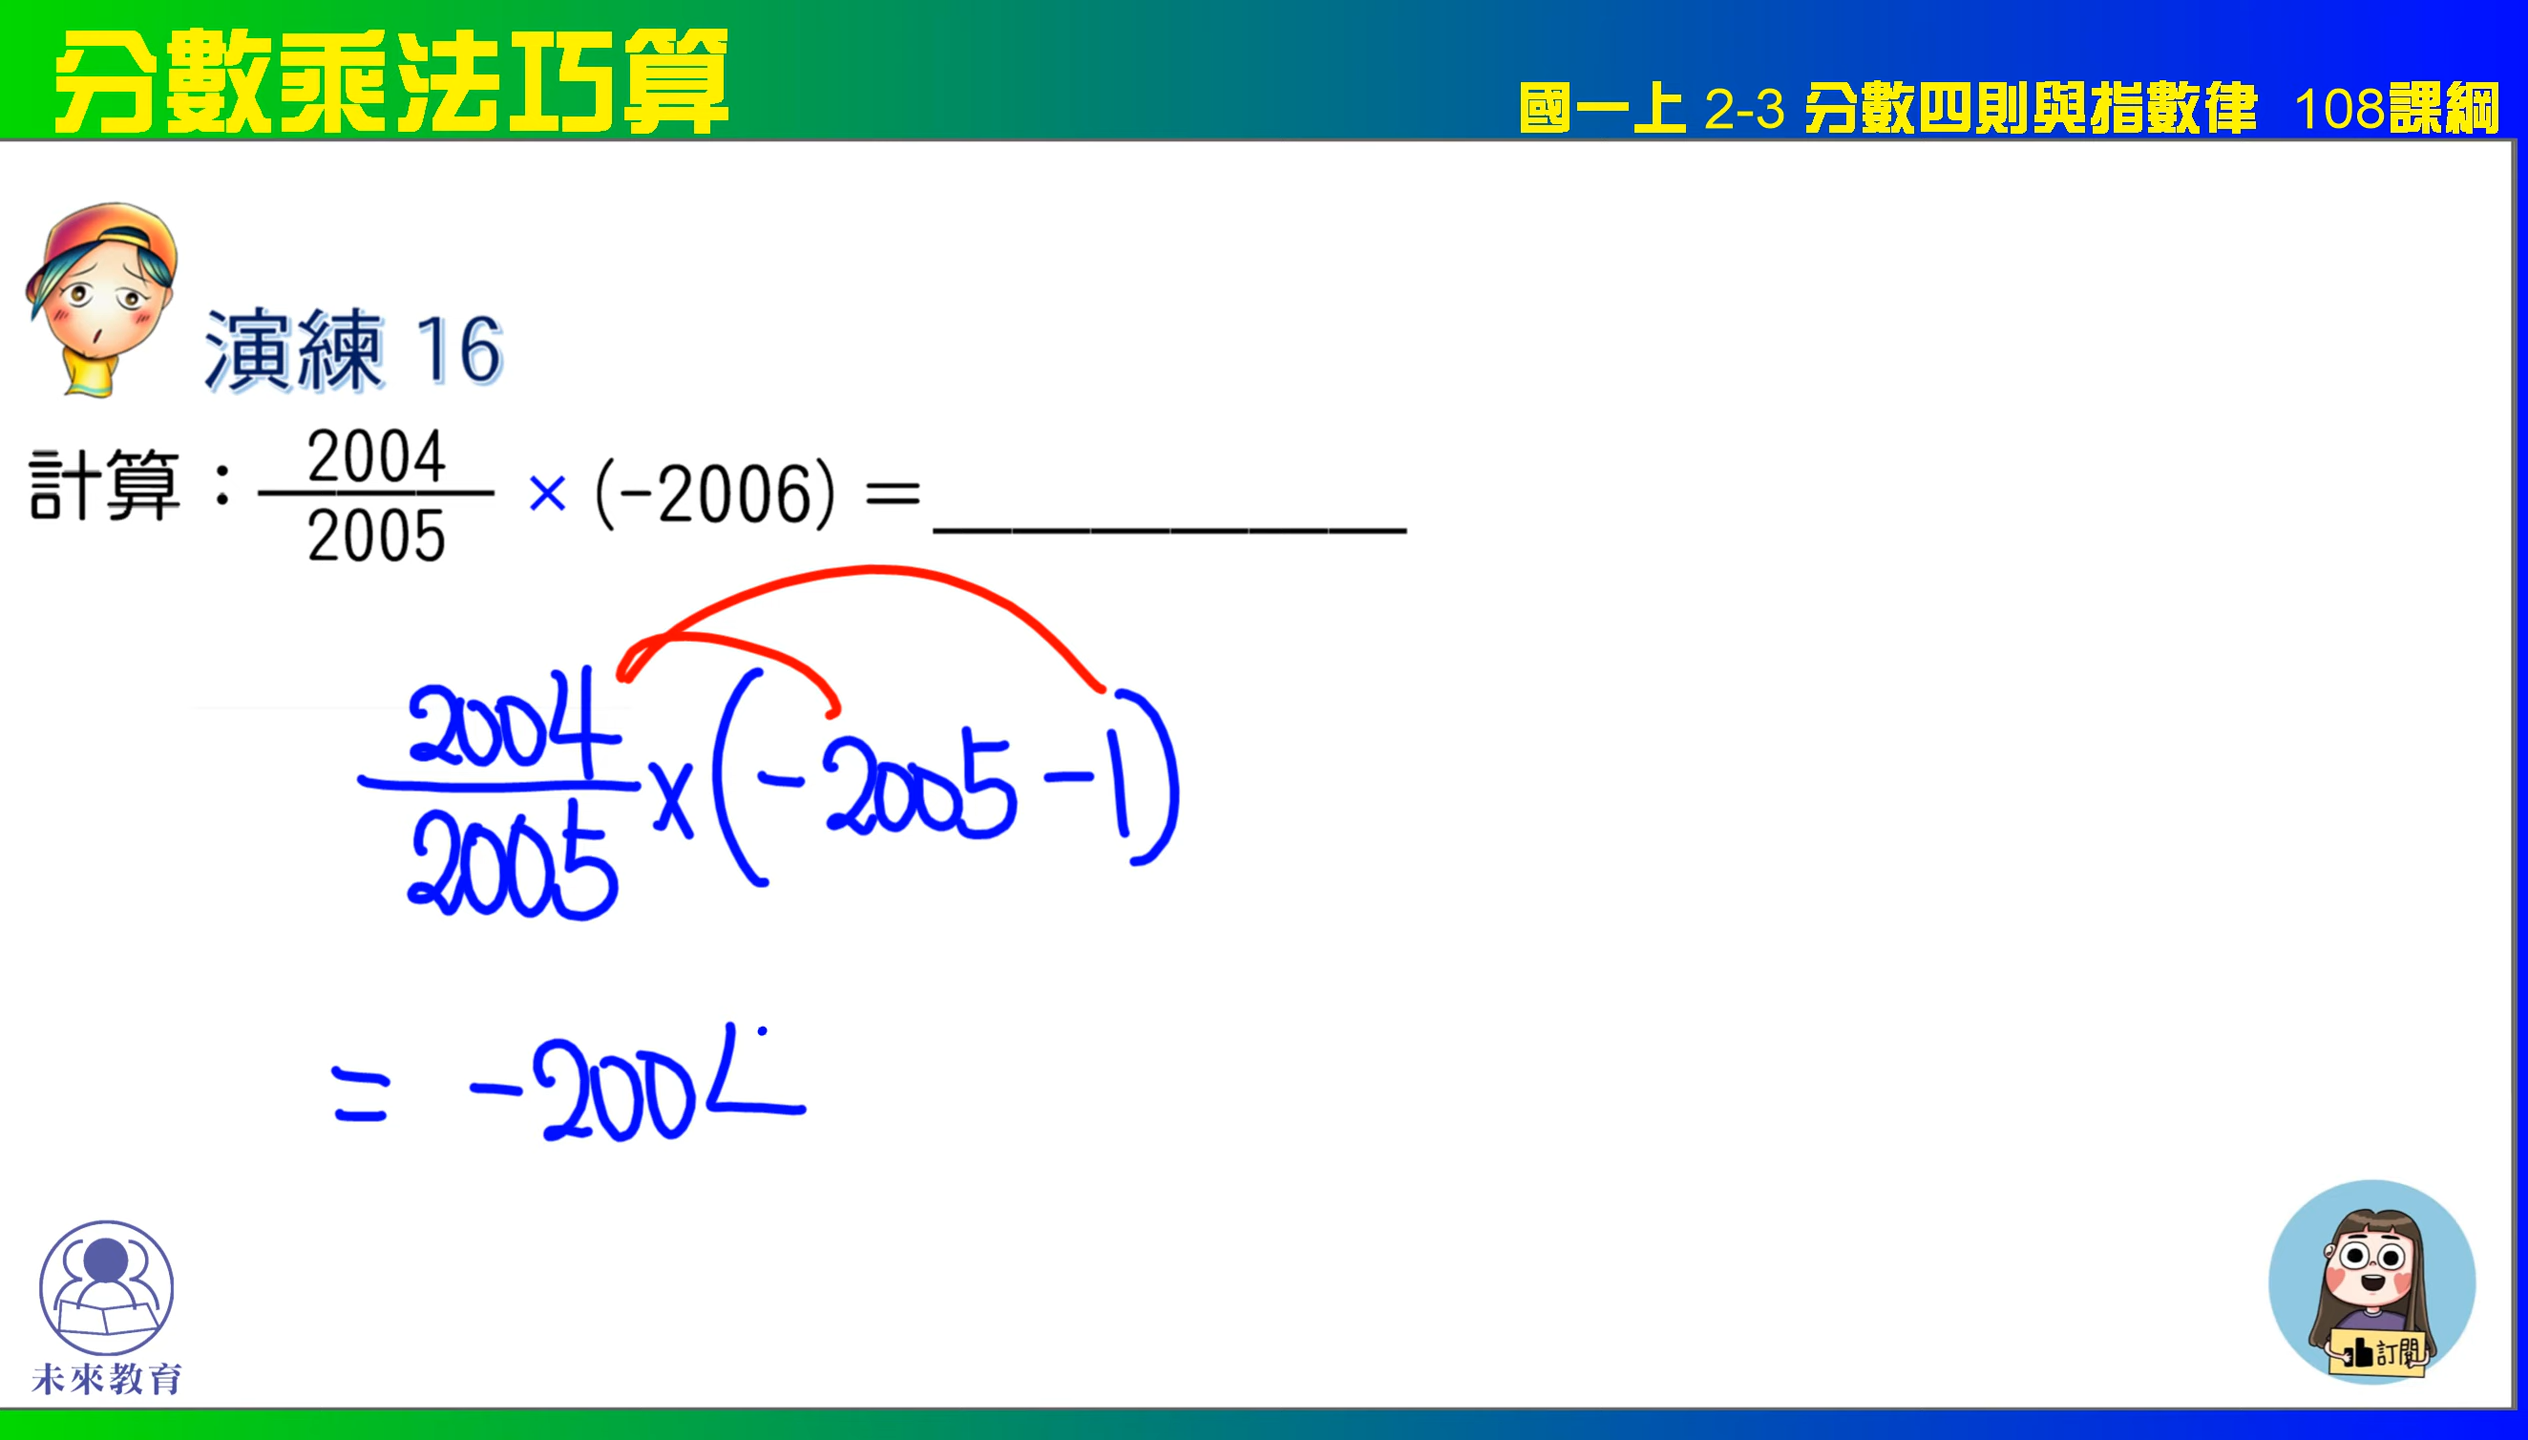 分數乘法巧算
國一上 2-3 分數四則與指數律 108課綱
演練 16
計算：2004/2005 × (-2006) = ____________
2004/2005 × (-2005-1)
= -2004
訂閱
未來教育